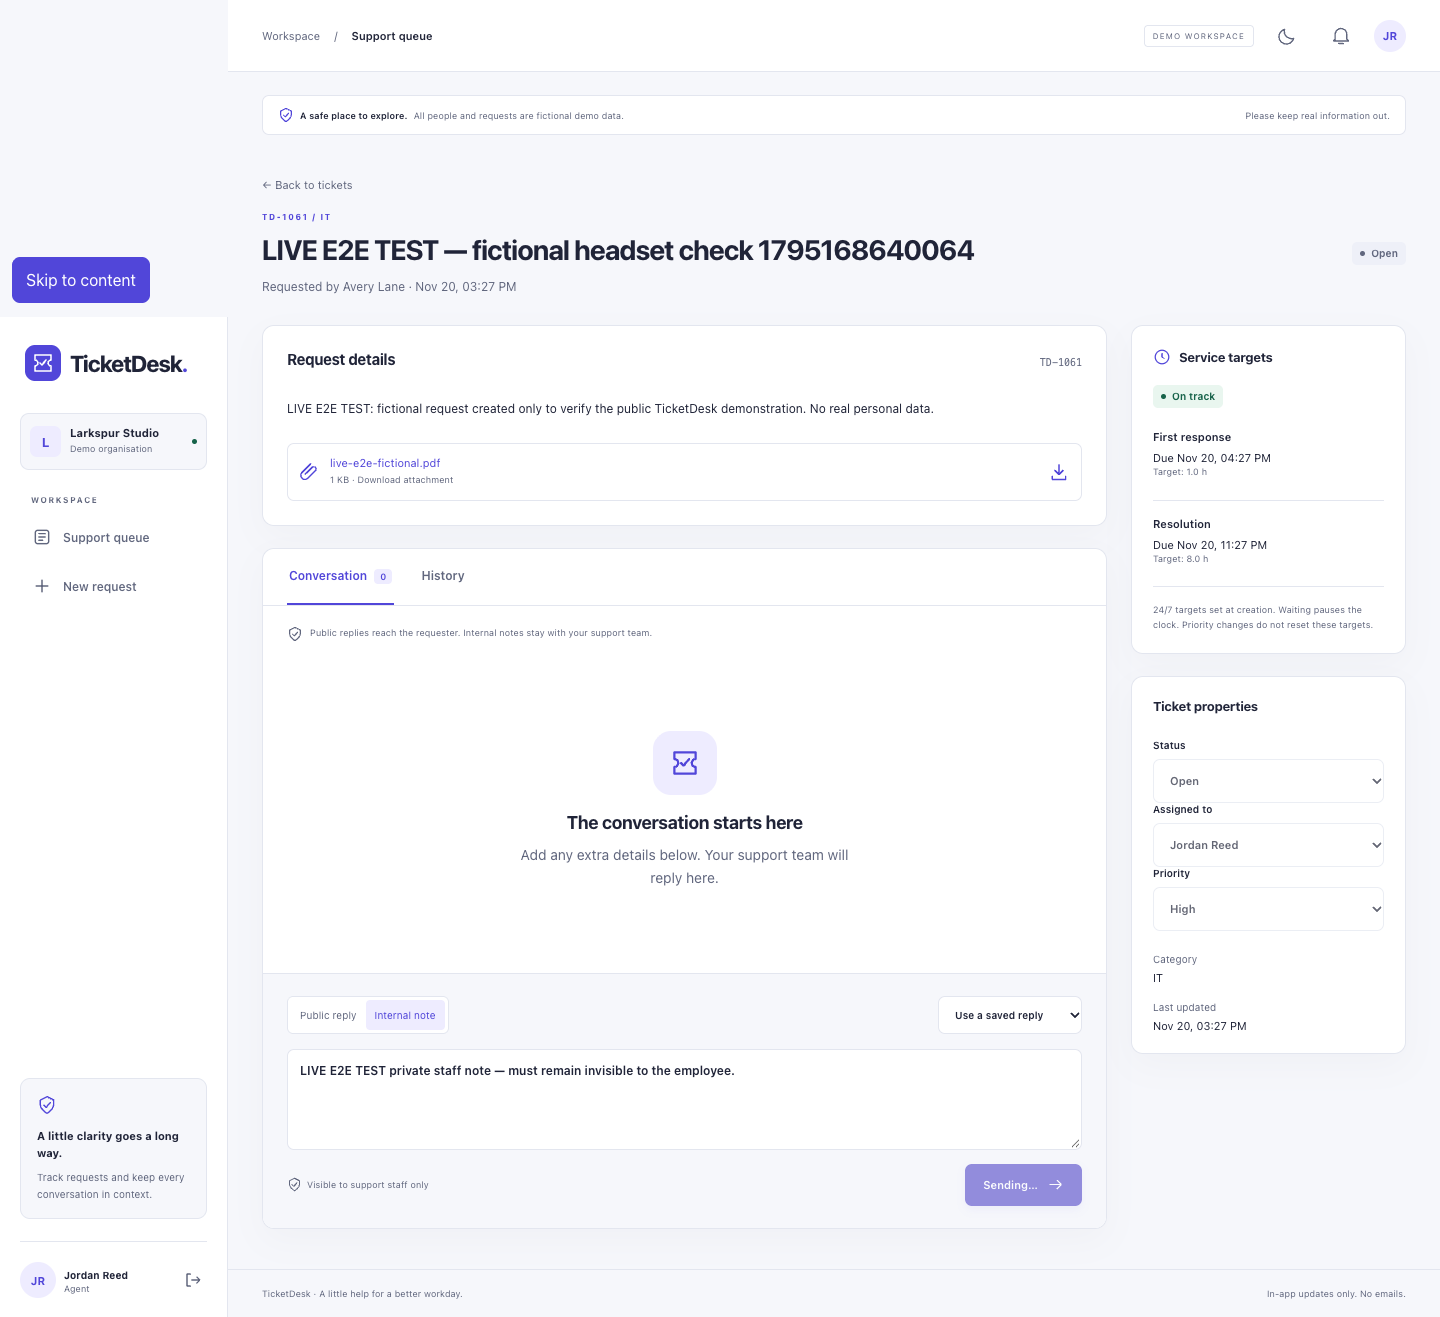 Workspace / Support queue
DEMO WORKSPACE
JR
A safe place to explore. All people and requests are fictional demo data.
Please keep real information out.
← Back to tickets
TD-1061 / IT
LIVE E2E TEST — fictional headset check 1795168640064
Open
Requested by Avery Lane · Nov 20, 03:27 PM
Skip to content
TicketDesk.
L
Larkspur Studio
Demo organisation
WORKSPACE
Support queue
New request
A little clarity goes a long
way.
Track requests and keep every
conversation in context.
JR
Jordan Reed
Agent
Request details
TD-1061
LIVE E2E TEST: fictional request created only to verify the public TicketDesk demonstration. No real personal data.
live-e2e-fictional.pdf
1 KB · Download attachment
Conversation 0
History
Public replies reach the requester. Internal notes stay with your support team.
The conversation starts here
Add any extra details below. Your support team will
reply here.
Public reply
Internal note
Use a saved reply
LIVE E2E TEST private staff note — must remain invisible to the employee.
Visible to support staff only
Sending... →
Service targets
On track
First response
Due Nov 20, 04:27 PM
Target: 1.0 h
Resolution
Due Nov 20, 11:27 PM
Target: 8.0 h
24/7 targets set at creation. Waiting pauses the
clock. Priority changes do not reset these targets.
Ticket properties
Status
Open
Assigned to
Jordan Reed
Priority
High
Category
IT
Last updated
Nov 20, 03:27 PM
TicketDesk · A little help for a better workday.
In-app updates only. No emails.